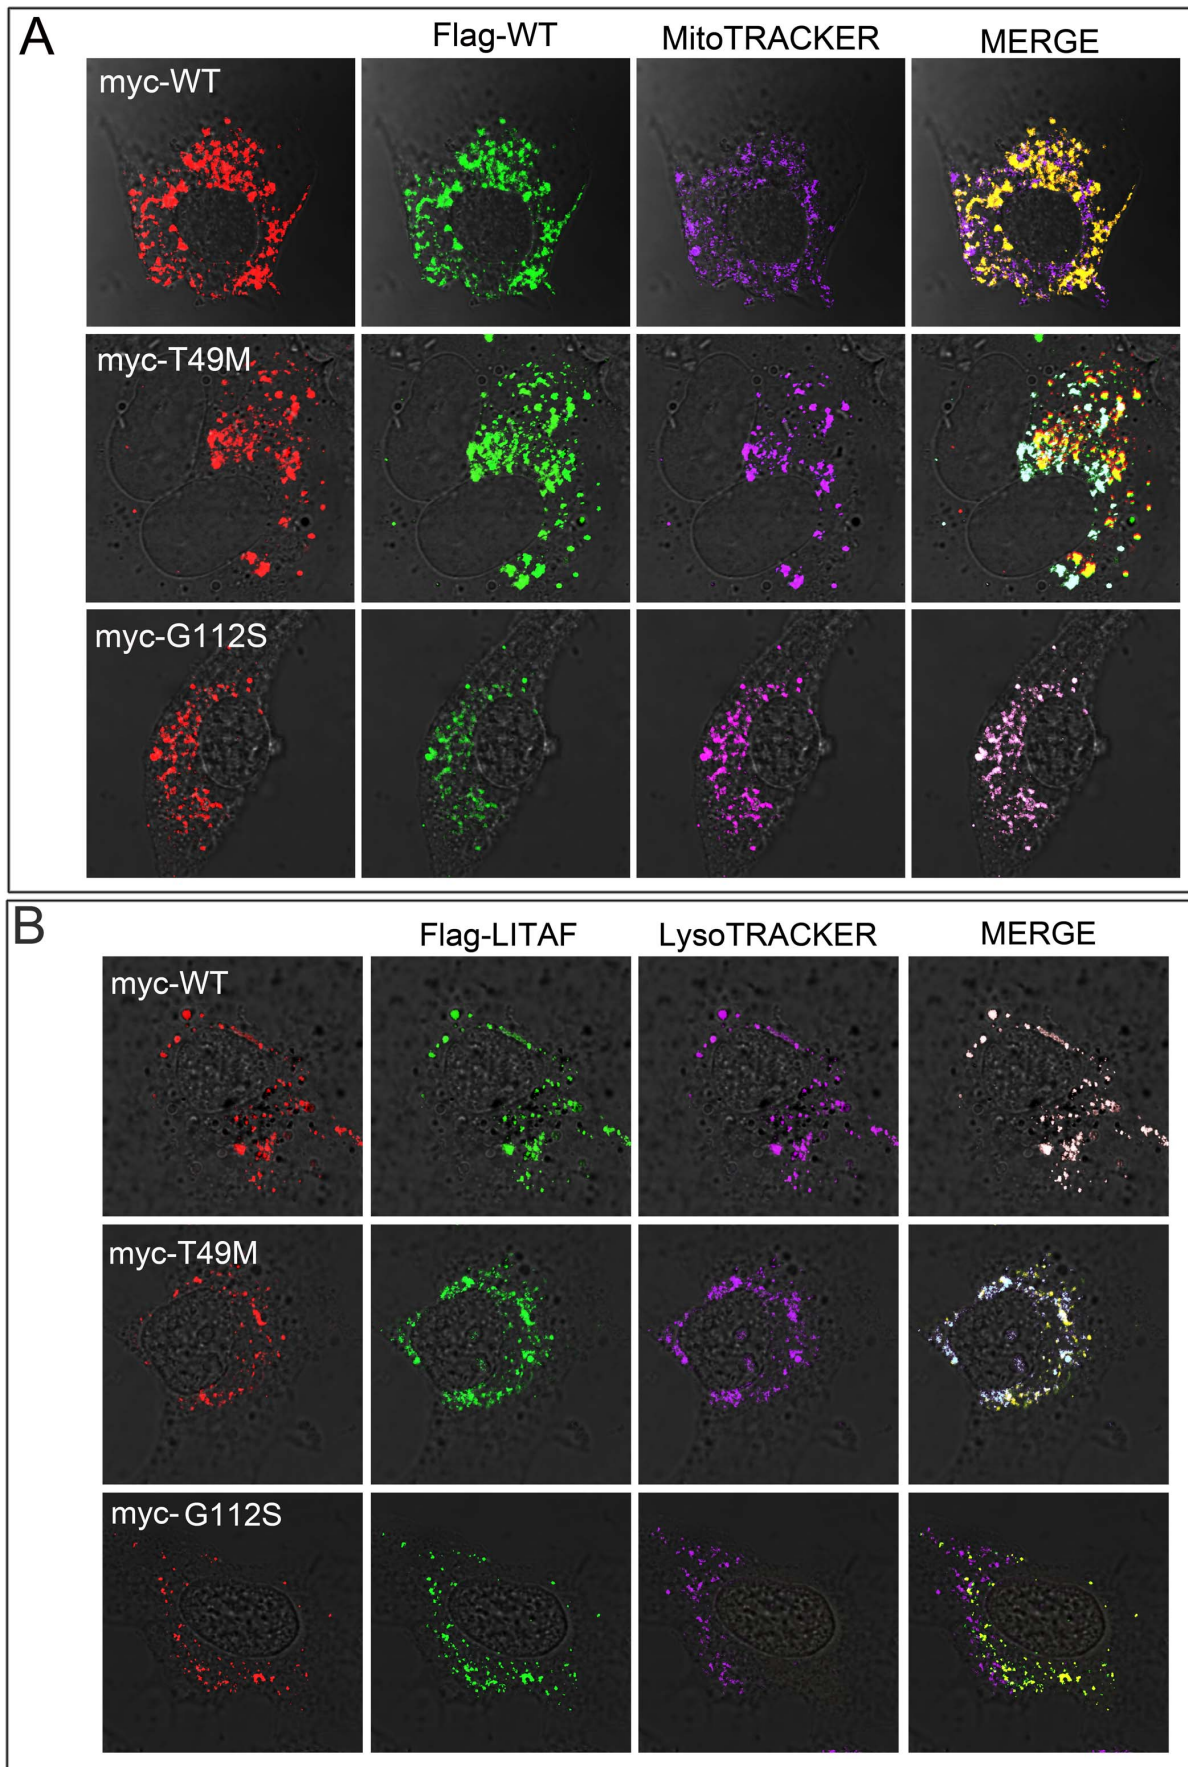 A
Flag-WT MitoTRACKER MERGE
myc-WT
myc-T49M
myc-G112S
B
Flag-LITAF LysoTRACKER MERGE
myc-WT
myc-T49M
myc-G112S